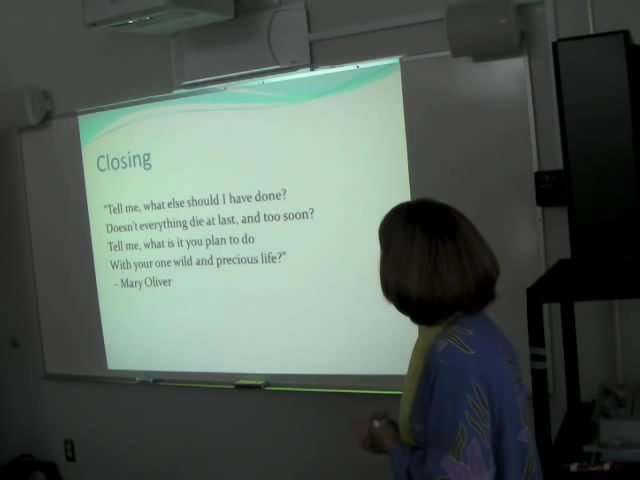 Closing
"Tell me, what else should I have done?
Doesn't everything die at last, and too soon?
Tell me, what is it you plan to do
With your one wild and precious life?"
- Mary Oliver